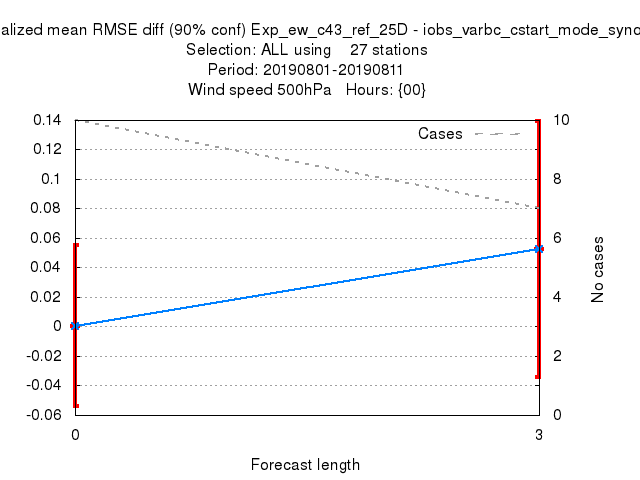 alized mean RMSE diff (90% conf) Exp_ew_c43_ref_25D - iobs_varbc_cstart_mode_syno
Selection: ALL using 27 stations
Period: 20190801-20190811
Wind speed 500hPa Hours: {00}
Cases
0.14
0.12
0.1
0.08
0.06
0.04
0.02
0
-0.02
-0.04
-0.06
10
8
6
4
2
0
No cases
0 3
Forecast length